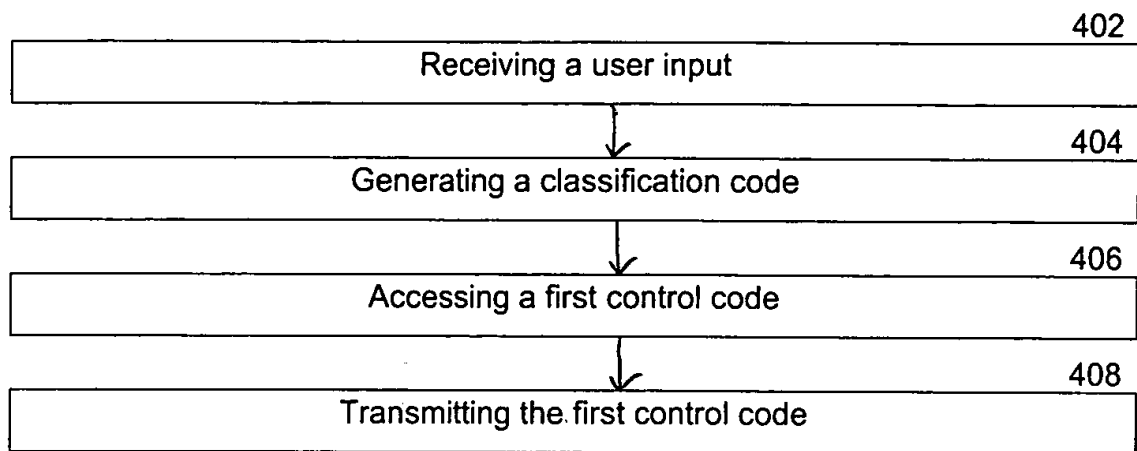 402
Receiving a user input
404
Generating a classification code
406
Accessing a first control code
408
Transmitting the first control code